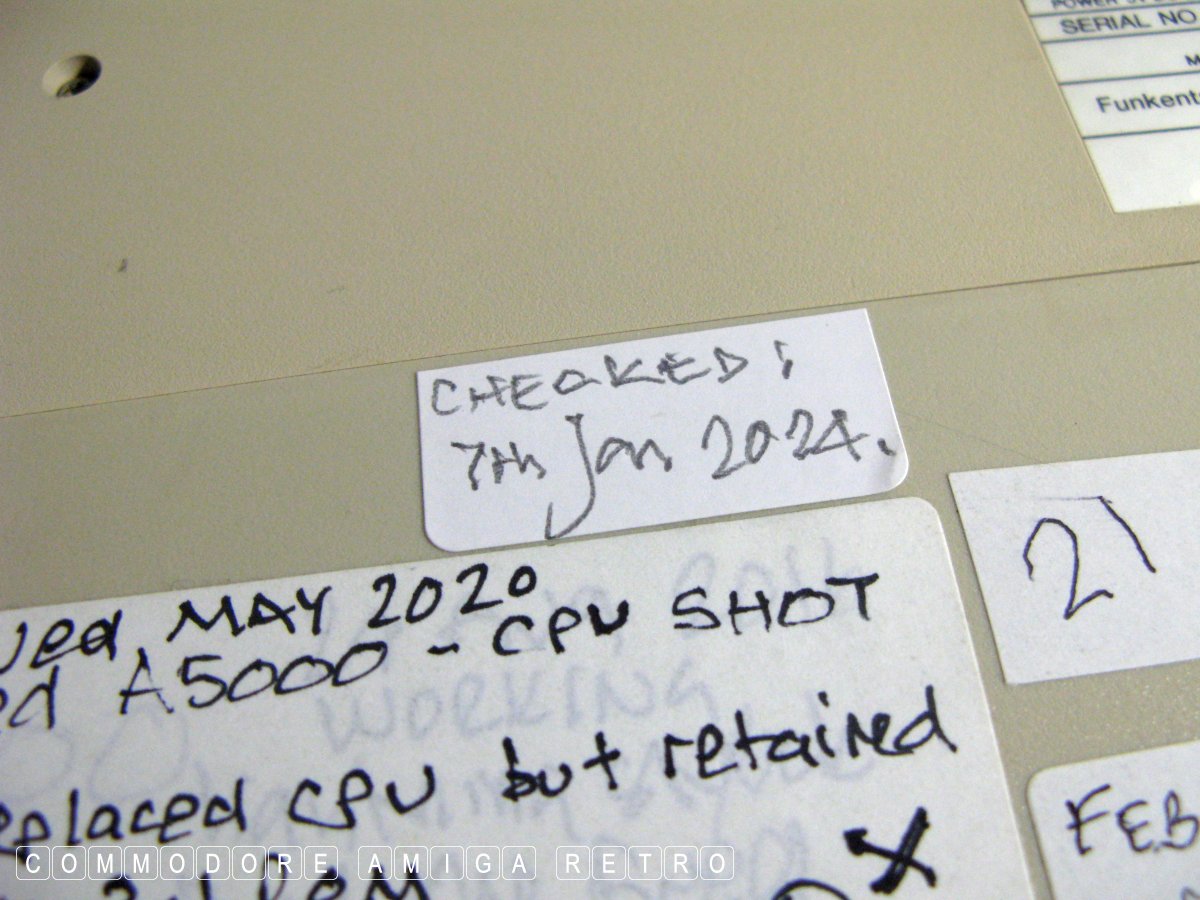 SERIAL NO
Funkent
CHECKED:
7th Jan 2024.
21
MAY 2020
A5000 - CPU SHOT
WORKING
eplaced CPU but retained
FEB
COMMODORE AMIGA RETRO